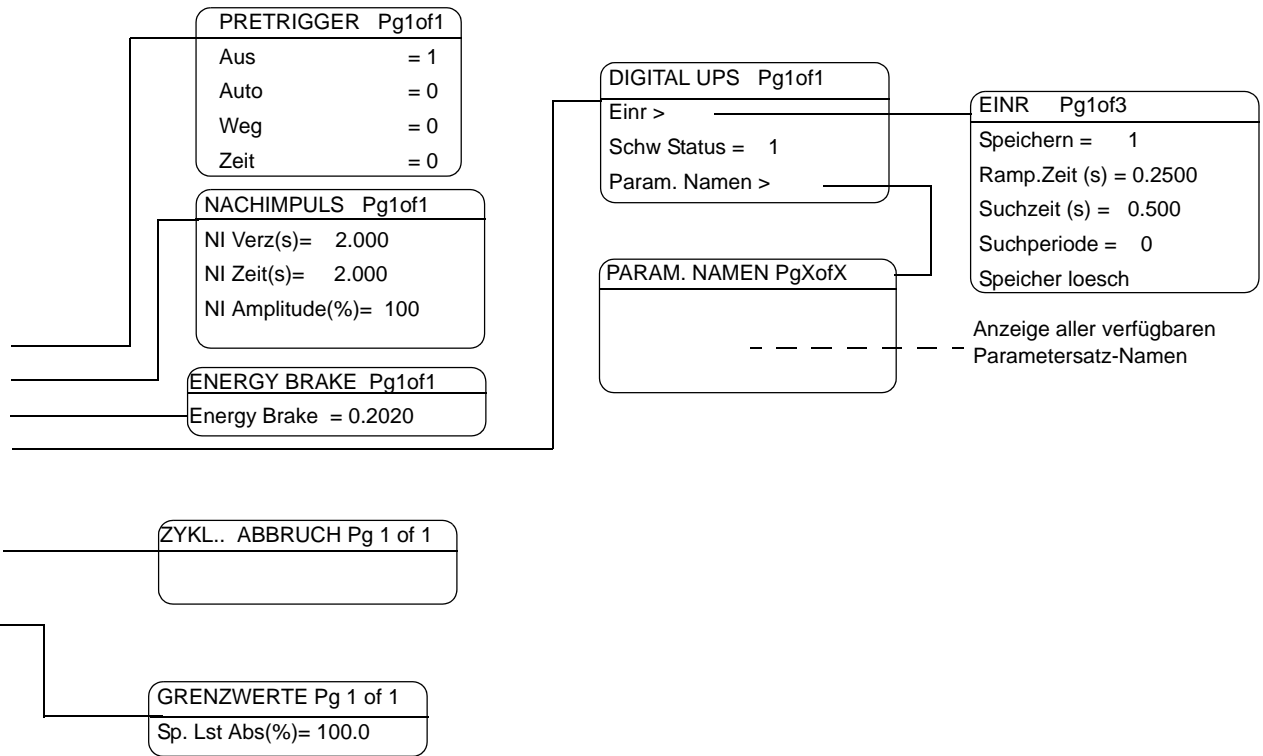 PRETRIGGER Pg1of1
Aus = 1
Auto = 0
Weg = 0
Zeit = 0
NACHIMPULS Pg1of1
NI Verz(s)= 2.000
NI Zeit(s)= 2.000
NI Amplitude(%)= 100
ENERGY BRAKE Pg1of1
Energy Brake = 0.2020
DIGITAL UPS Pg1of1
Einr >
Schw Status = 1
Param. Namen >
EINR Pg1of3
Speichern = 1
Ramp.Zeit (s) = 0.2500
Suchzeit (s) = 0.500
Suchperiode = 0
Speicher loesch
PARAM. NAMEN PgXofX
Anzeige aller verfügbaren
Parametersatz-Namen
ZYKL.. ABBRUCH Pg 1 of 1
GRENZWERTE Pg 1 of 1
Sp. Lst Abs(%)= 100.0